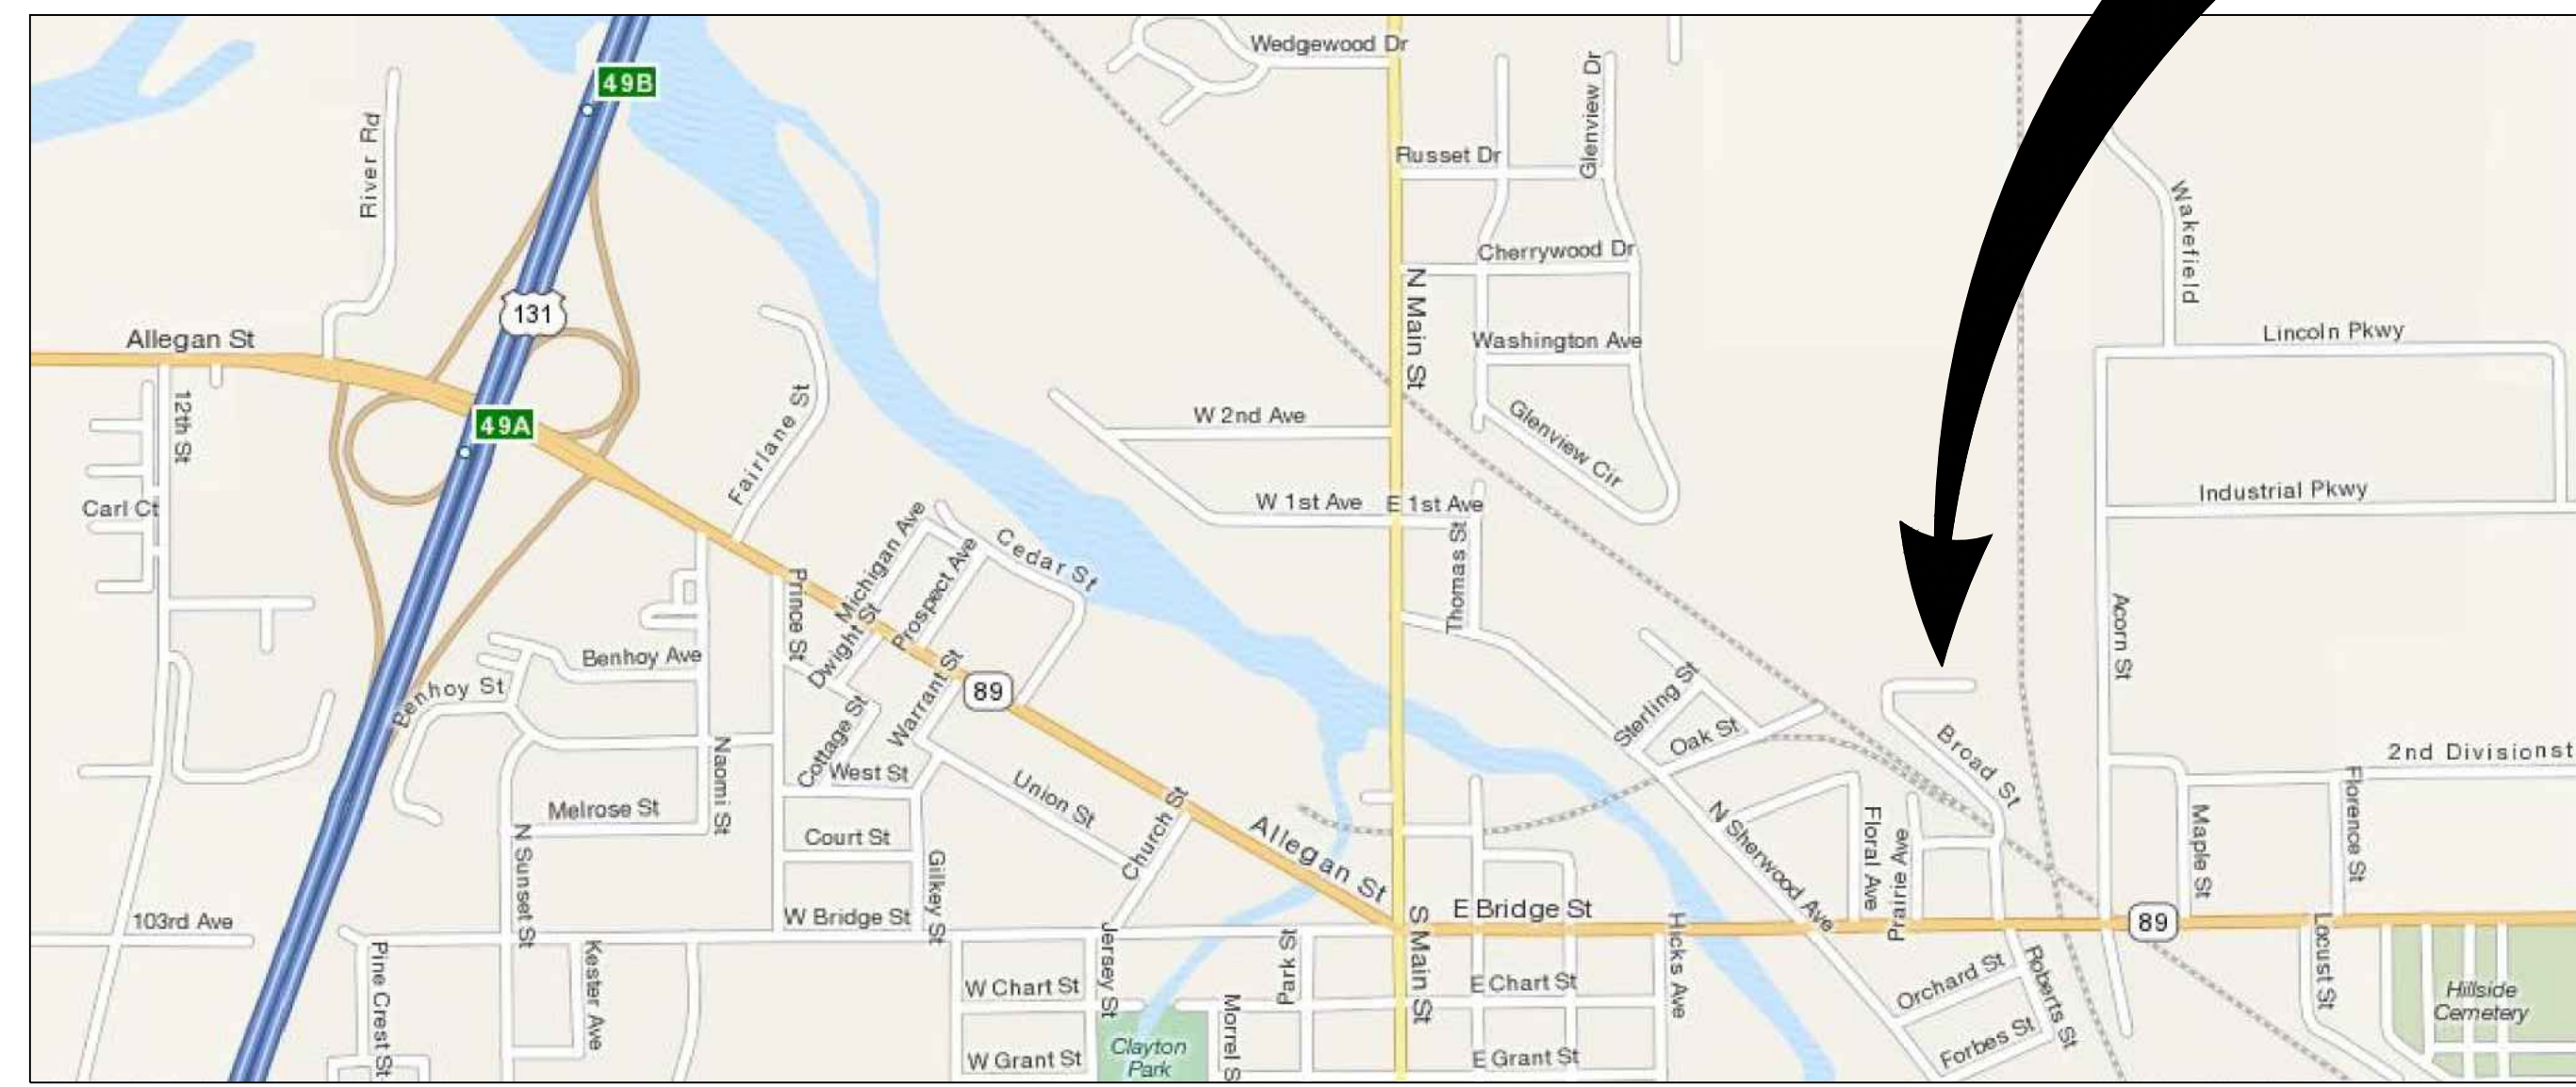 Wedgewood Dr
49B
River Rd
Glenview Dr
Russet Dr
Wakefield
Cherrywood Dr
131
N Main St
Allegan St
Lincoln Pkwy
Washington Ave
12th St
49A
Fairlane St
W 2nd Ave
Glenview Cir
Carl Ct
W 1st Ave
E 1st Ave
Industrial Pkwy
Michigan Ave
Prospect Ave
Cedar St
Thomas St
Prince St
Dwight St
Acorn St
Benhoy Ave
Benhoy St
Warrant St
89
Sterling St
Cottage St
Oak St
Broad St
2nd Divisionst
Naomi St
West St
Union St
Melrose St
Church St
Florence St
N Sunset St
Court St
Gilkey St
Allegan St
N Sherwood Ave
Floral Ave
Prairie Ave
Maple St
103rd Ave
W Bridge St
S Main St
E Bridge St
89
Hicks Ave
Pine Crest St
Kester Ave
Jersey St
Park St
Orchard St
Roberts St
Locust St
W Chart St
E Chart St
Hillside
Cemetery
Morrel S
Clayton
Park
W Grant St
E Grant St
Forbes St